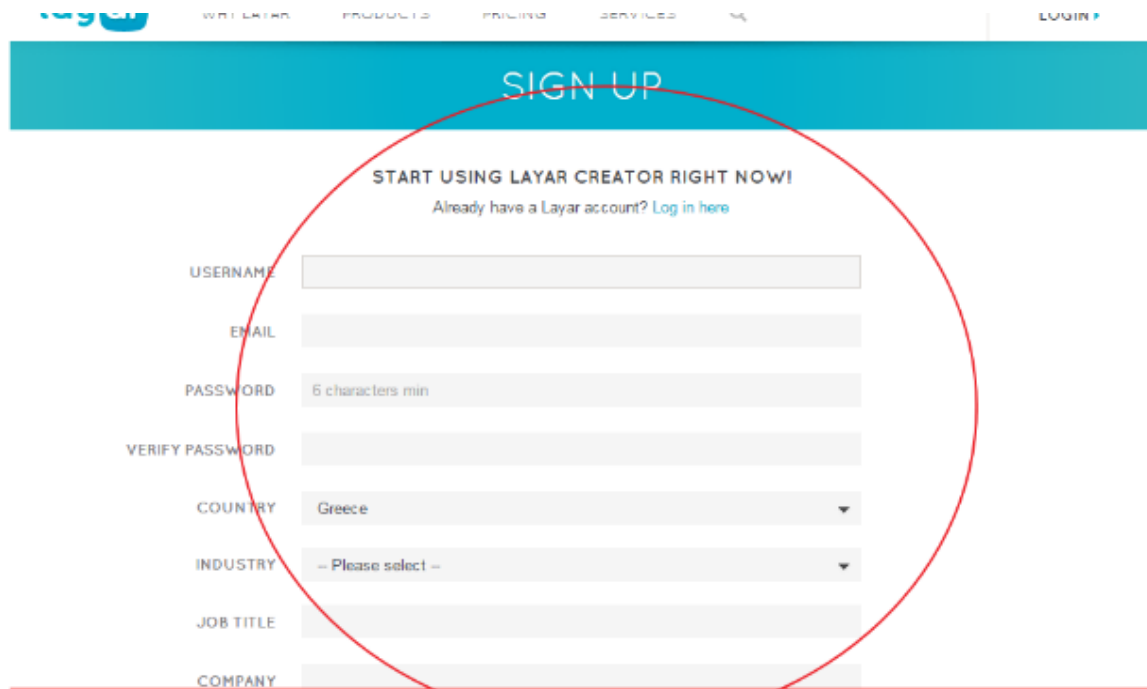 layar WHY LAYAR PRODUCTS PRICING SERVICES LOGIN
SIGN UP
START USING LAYAR CREATOR RIGHT NOW!
Already have a Layar account? Log in here
USERNAME
EMAIL
PASSWORD 6 characters min
VERIFY PASSWORD
COUNTRY Greece
INDUSTRY -- Please select --
JOB TITLE
COMPANY